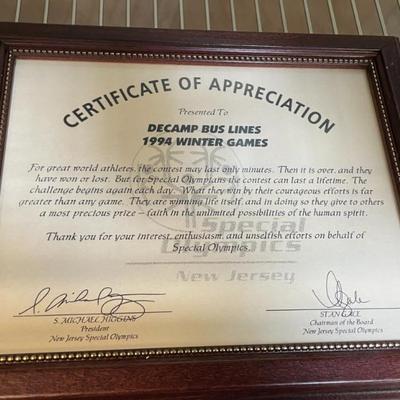 CERTIFICATE OF APPRECIATION
Presented To
DECAMP BUS LINES
1994 WINTER GAMES
For great world athletes, the contest may last only minutes. Then it is over, and they
have won or lost. But for Special Olympians the contest can last a lifetime. The
challenge begins again each day. What they win by their courageous efforts is far
greater than any game. They are winning life itself, and in doing so they give to others
a most precious prize – faith in the unlimited possibilities of the human spirit.
Special
Olympics
New Jersey
Thank you for your interest, enthusiasm, and unselfish efforts on behalf of
Special Olympics.
S. MICHAEL HIGGINS
President
New Jersey Special Olympics
STAN
Chairman of the Board
New Jersey Special Olympics